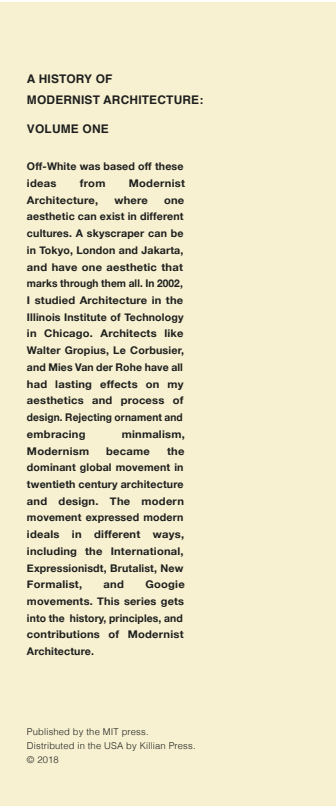 A HISTORY OF
MODERNIST ARCHITECTURE:
VOLUME ONE
Off-White was based off these
ideas from Modernist
Architecture, where one
aesthetic can exist in different
cultures. A skyscraper can be
in Tokyo, London and Jakarta,
and have one aesthetic that
marks through them all. In 2002,
I studied Architecture in the
Illinois Institute of Technology
in Chicago. Architects like
Walter Gropius, Le Corbusier,
and Mies Van der Rohe have all
had lasting effects on my
aesthetics and process of
design. Rejecting ornament and
embracing minmalism,
Modernism became the
dominant global movement in
twentieth century architecture
and design. The modern
movement expressed modern
ideals in different ways,
including the International,
Expressionisdt, Brutalist, New
Formalist, and Googie
movements. This series gets
into the history, principles, and
contributions of Modernist
Architecture.
Published by the MIT press.
Distributed in the USA by Killian Press.
© 2018